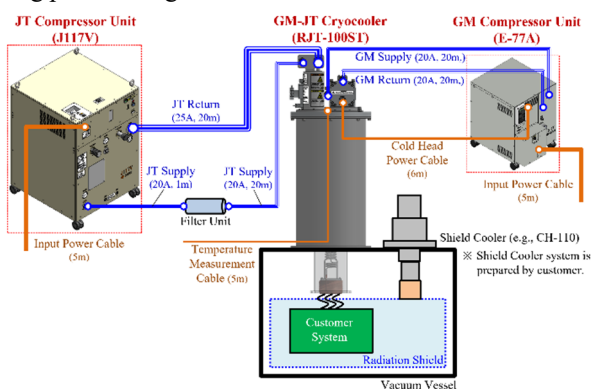 JT Compressor Unit
(J117V)
GM-JT Cryocooler
(RJT-100ST)
GM Compressor Unit
(E-77A)
GM Supply (20A, 20m)
GM Return (20A, 20m,)
JT Return
(25A, 20m)
JT Supply
(20A, 1m)
JT Supply
(20A, 20m)
Filter Unit
Cold Head
Power Cable
(6m)
Input Power Cable
(5m)
Input Power Cable
(5m)
Temperature
Measurement
Cable (5m)
Shield Cooler (e.g., CH-110)
※ Shield Cooler system is
prepared by customer.
Customer
System
Radiation Shield
Vacuum Vessel